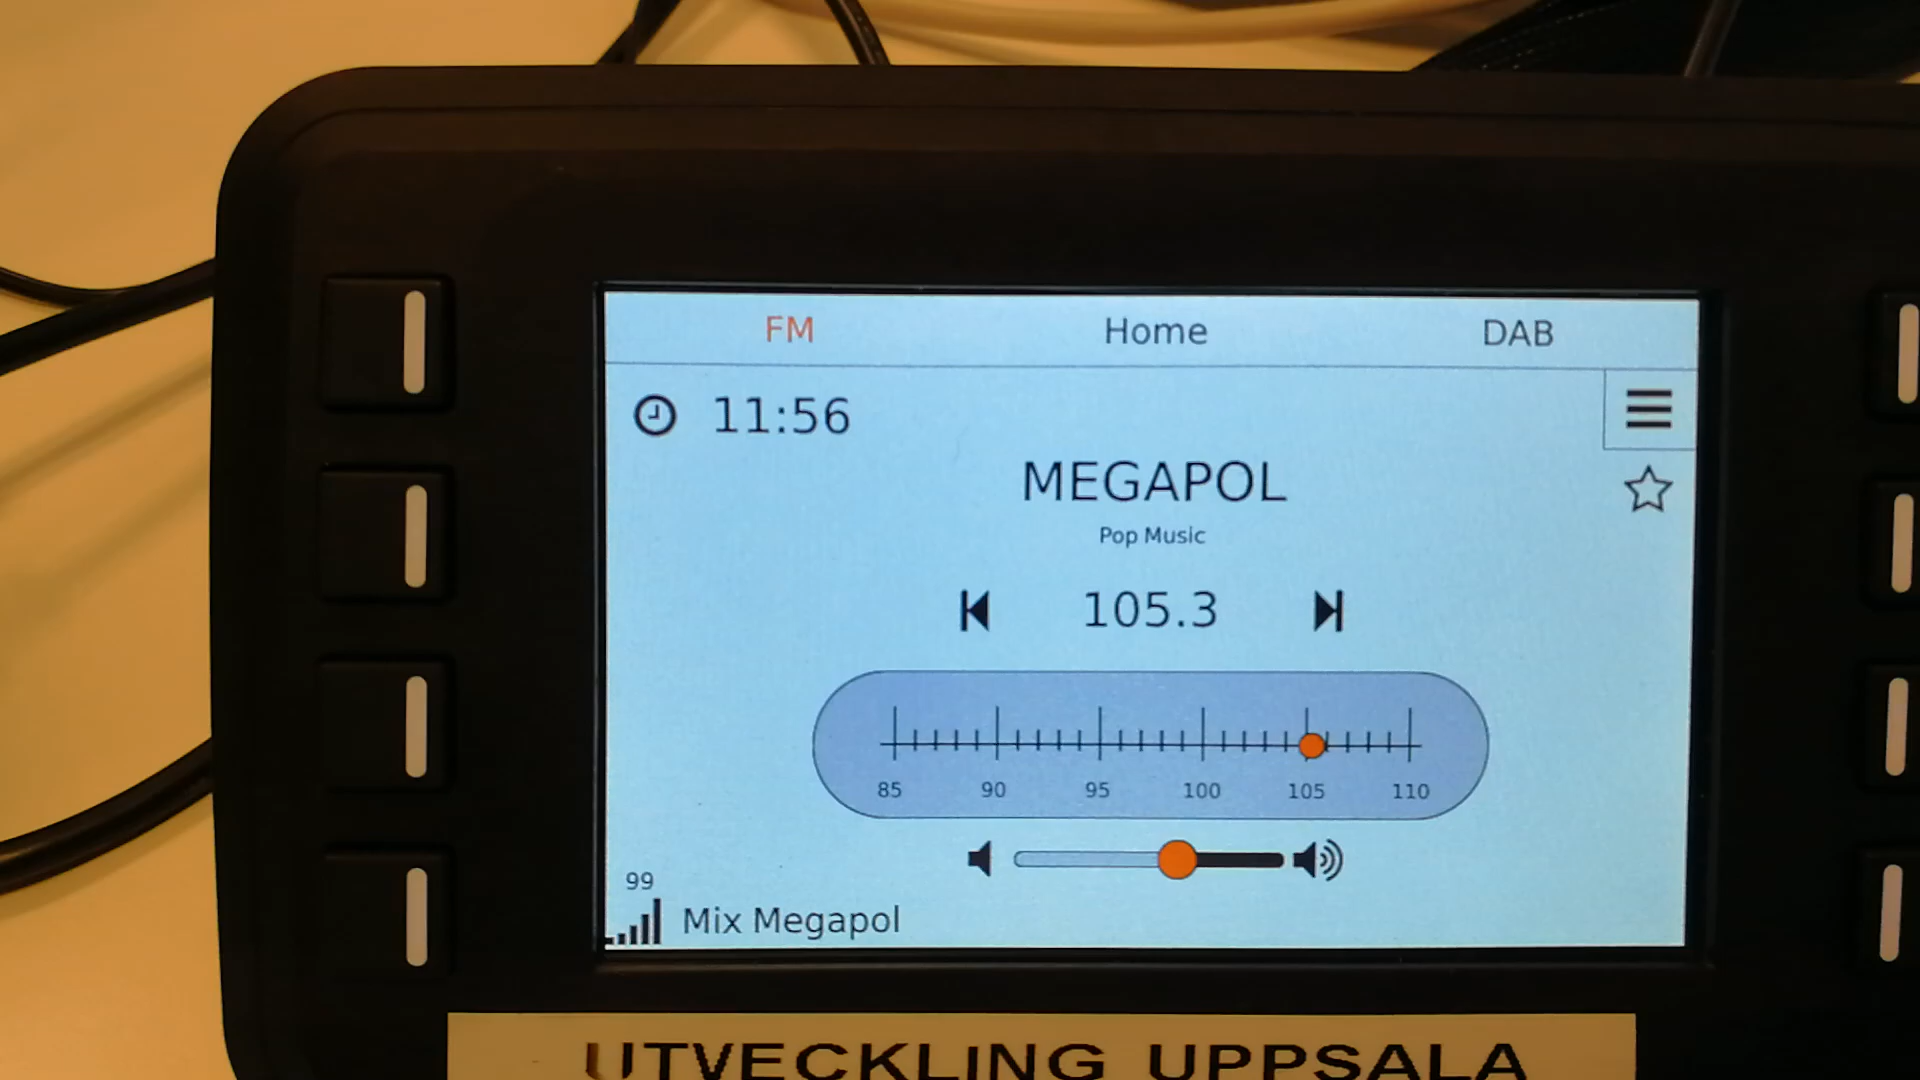 FM Home DAB
11:56
MEGAPOL
Pop Music
105.3
85 90 95 100 105 110
99
Mix Megapol
UTVECKLING UPPSALA